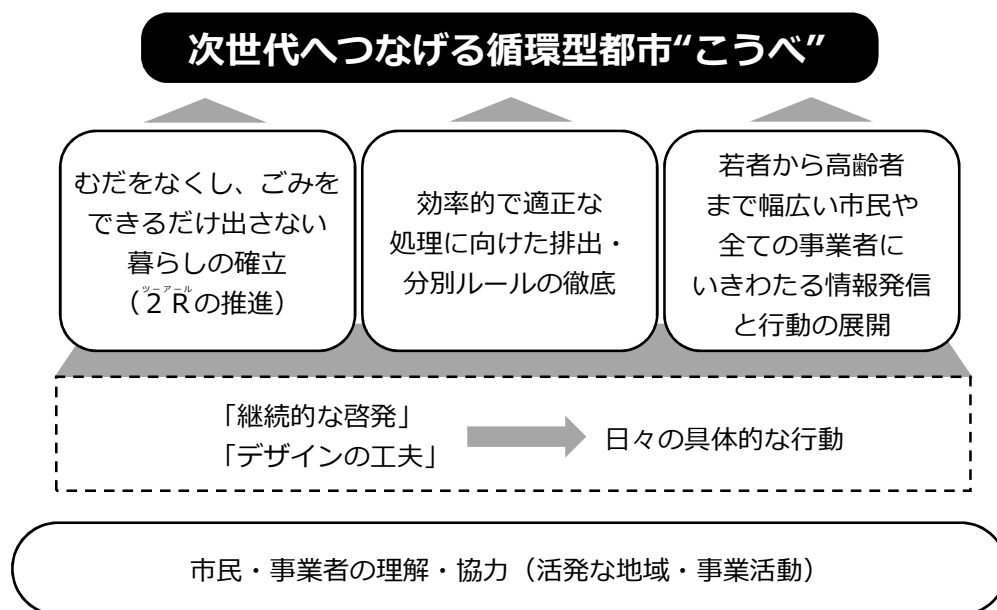 次世代へつなげる循環型都市“こうべ”
むだをなくし、ごみを
できるだけ出さない
暮らしの確立
ツーアール
（２Ｒの推進）
効率的で適正な
処理に向けた排出・
分別ルールの徹底
若者から高齢者
まで幅広い市民や
全ての事業者に
いきわたる情報発信
と行動の展開
「継続的な啓発」
「デザインの工夫」
日々の具体的な行動
市民・事業者の理解・協力（活発な地域・事業活動）